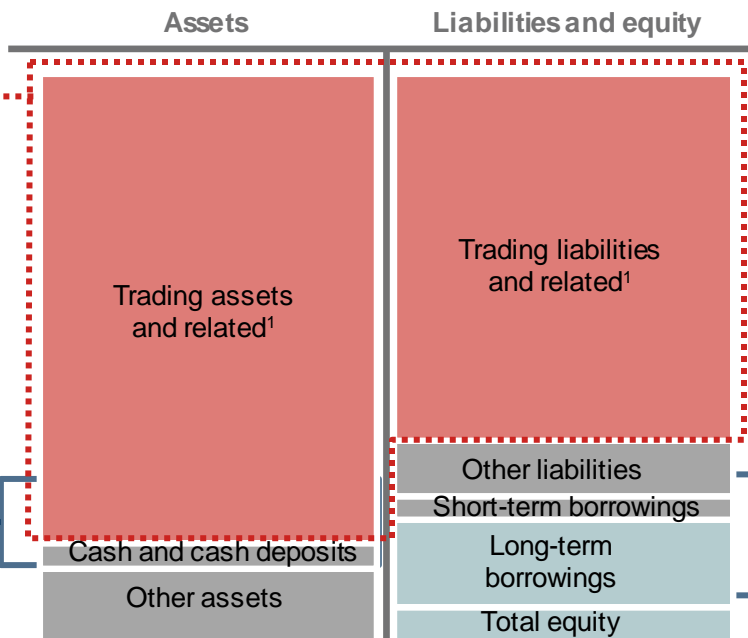 Assets
Liabilities and equity
Trading assets
and related¹
Cash and cash deposits
Other assets
Trading liabilities
and related¹
Other liabilities
Short-term borrowings
Long-term
borrowings
Total equity